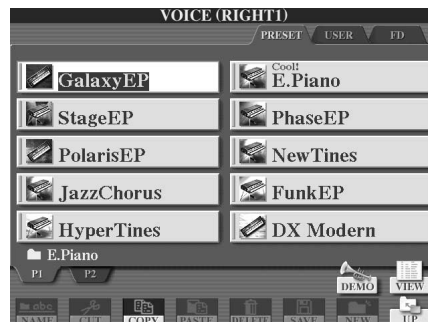 VOICE (RIGHT1)
PRESET USER FD
GalaxyEP
Cool!
E.Piano
StageEP
PhaseEP
PolarisEP
NewTines
JazzChorus
FunkEP
HyperTines
DX Modern
E.Piano
P1 P2
DEMO VIEW
abc
NAME CUT COPY PASTE DELETE SAVE NEW UP